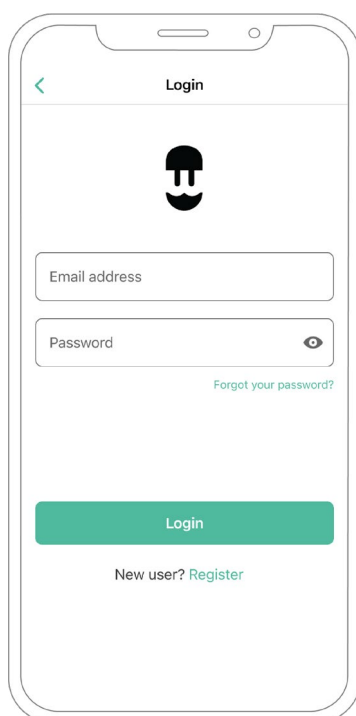 Login
Email address
Password
Forgot your password?
Login
New user? Register